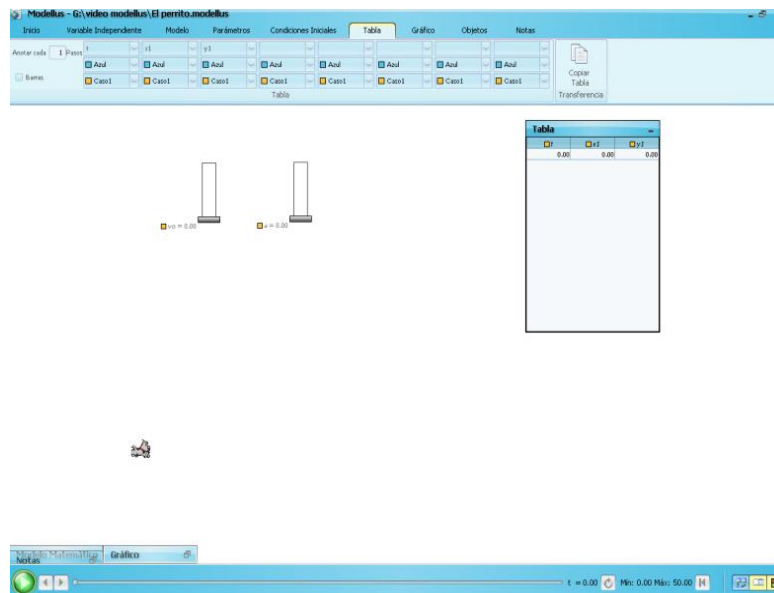 Modellus - G:\video modellus\El perrito.modellus
Inicio Variable Independiente Modelo Parámetros Condiciones Iniciales Tabla Gráfico Objetos Notas
Anotar cada 1 Pasos t x1 y1
Azul Azul Azul Azul Azul Azul Azul Azul
Barras Caso1 Caso1 Caso1 Caso1 Caso1 Caso1 Caso1 Caso1
Copiar
Tabla
Tabla Transferencia
Tabla
t x1 y1
0.00 0.00 0.00
vo = 0.00 a = 0.00
Modelo Matemático Gráfico
Notas
t = 0.00 Mín: 0.00 Máx: 50.00